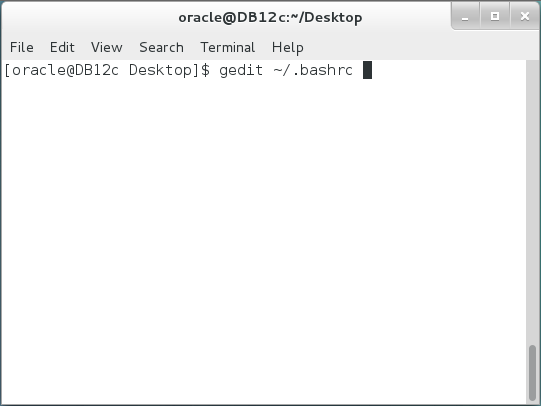 oracle@DB12c:~/Desktop
File Edit View Search Terminal Help
[oracle@DB12c Desktop]$ gedit ~/.bashrc